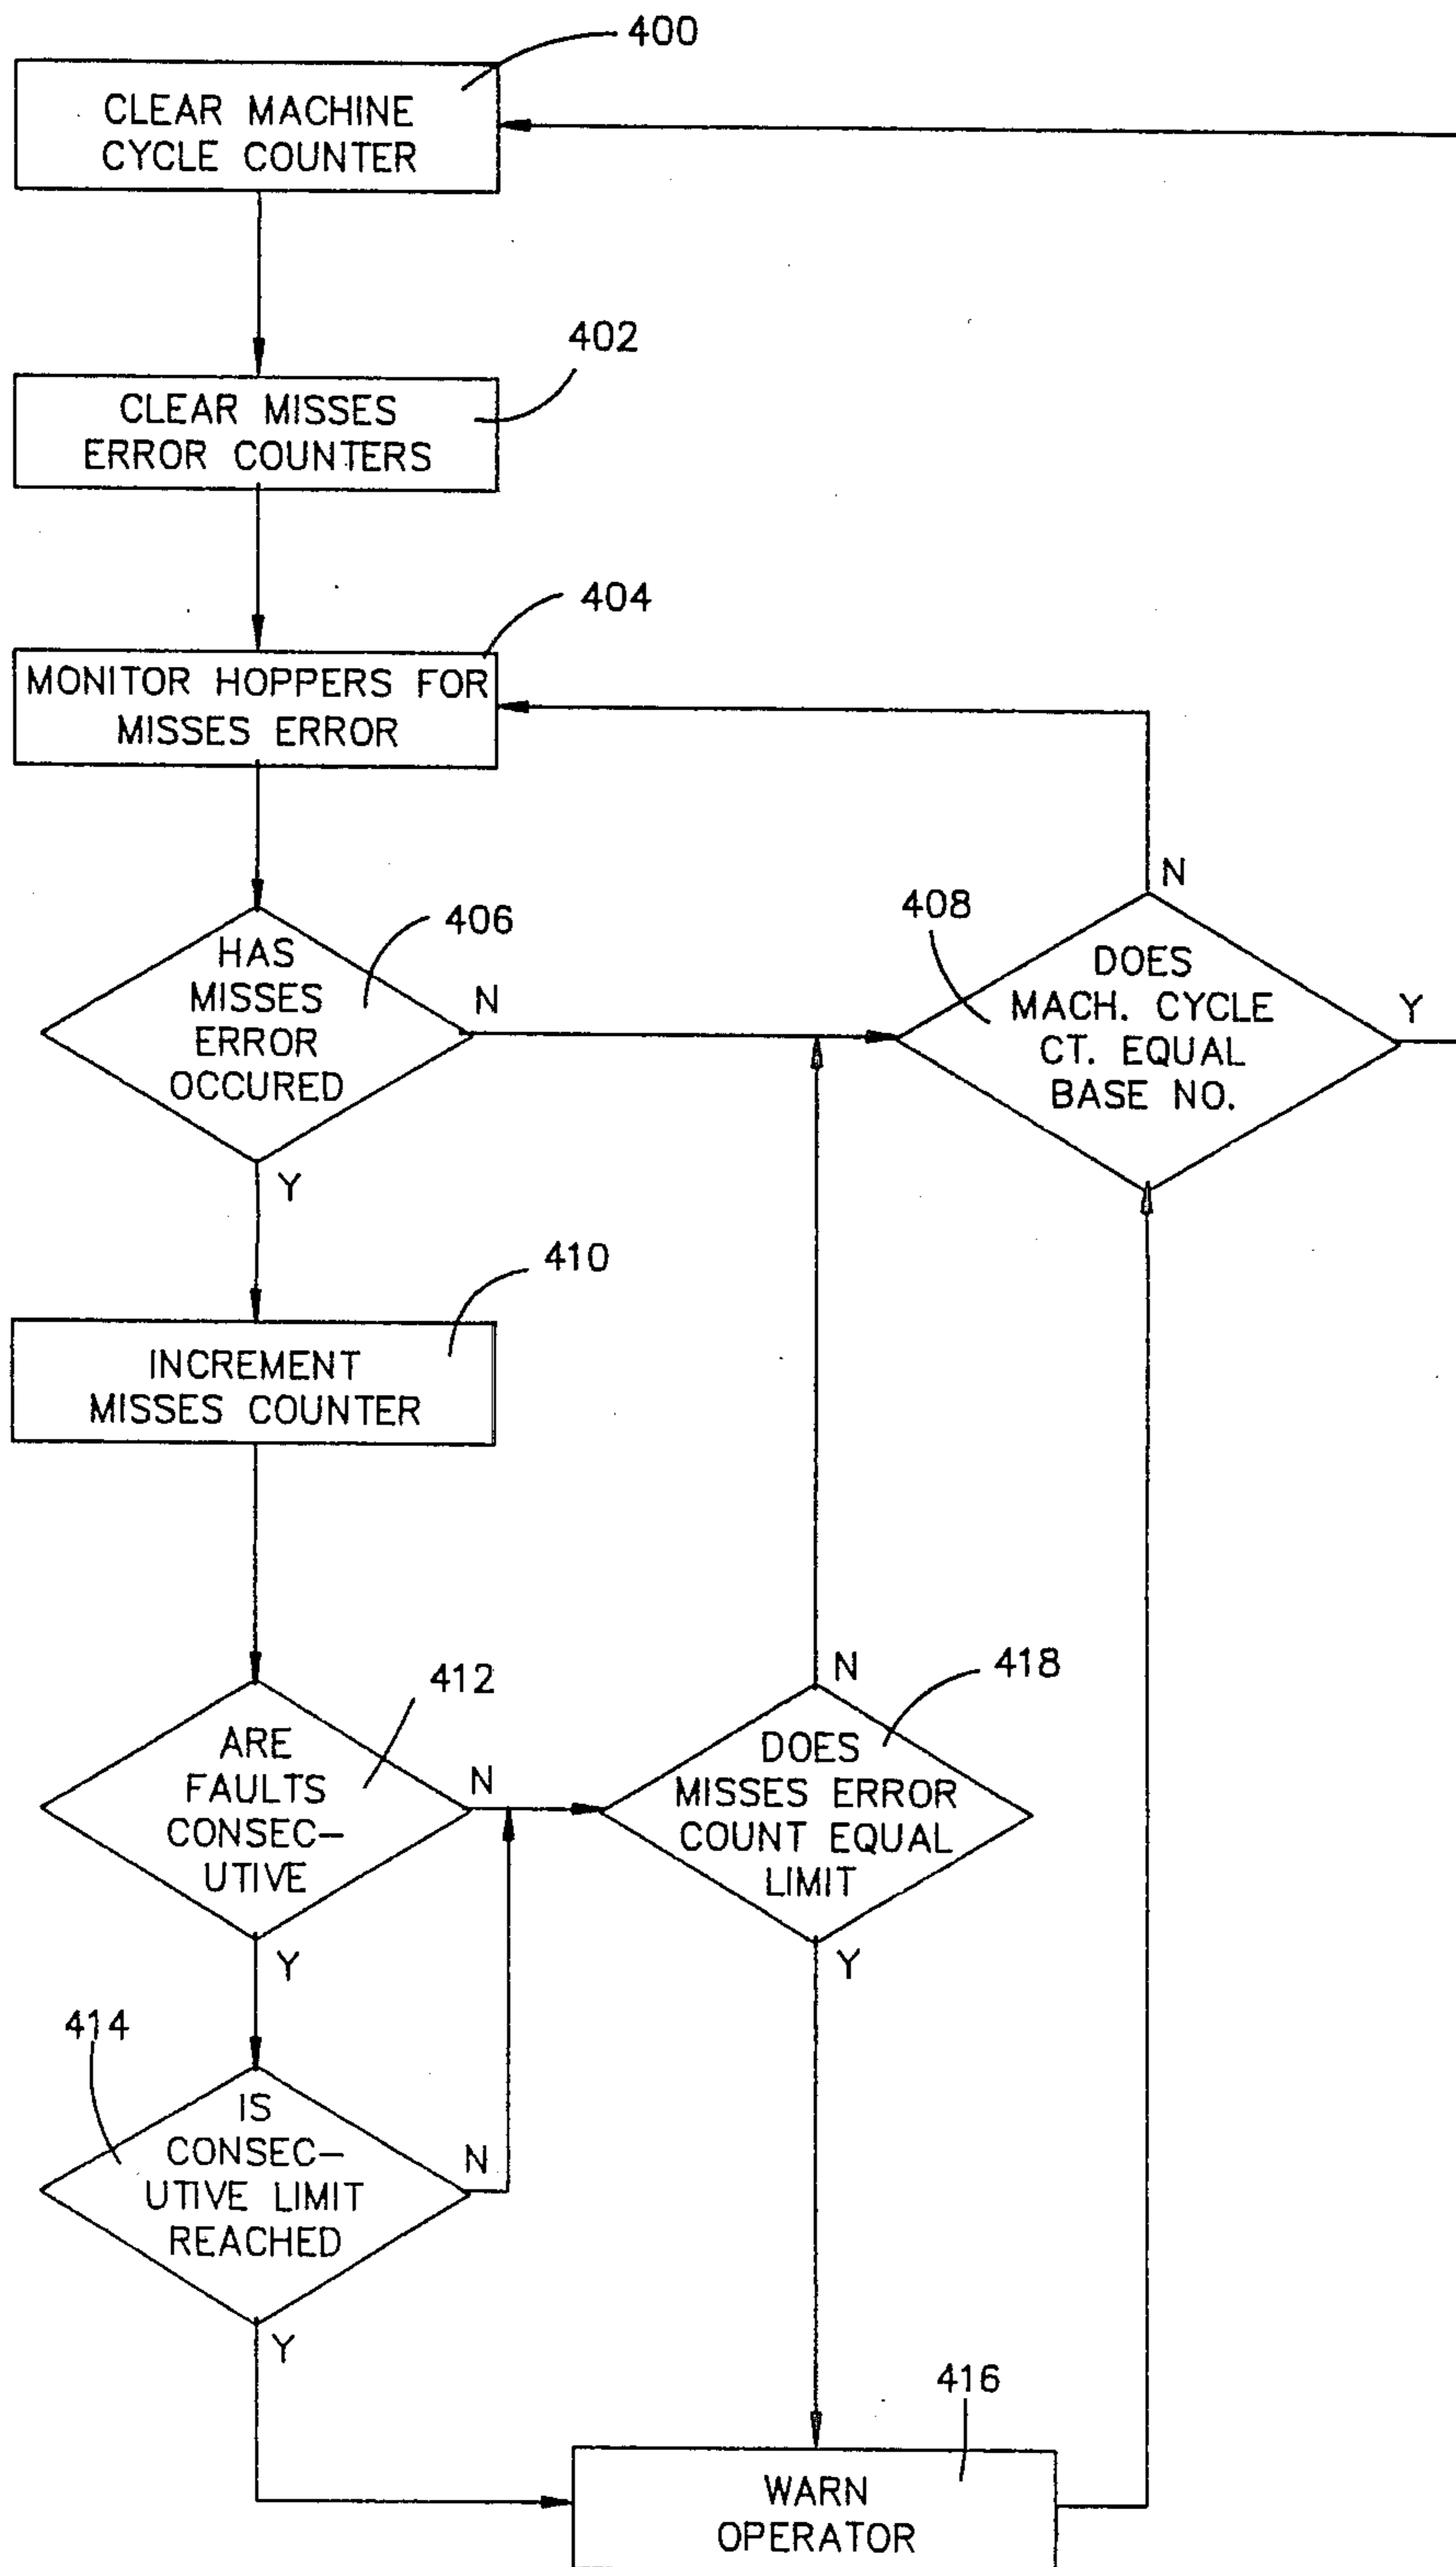 400
CLEAR MACHINE
CYCLE COUNTER
402
CLEAR MISSES
ERROR COUNTERS
404
MONITOR HOPPERS FOR
MISSES ERROR
406
HAS
MISSES
ERROR
OCCURED
N
Y
408
DOES
MACH. CYCLE
CT. EQUAL
BASE NO.
N
Y
410
INCREMENT
MISSES COUNTER
412
ARE
FAULTS
CONSEC-
UTIVE
N
Y
418
DOES
MISSES ERROR
COUNT EQUAL
LIMIT
N
Y
414
IS
CONSEC-
UTIVE LIMIT
REACHED
N
Y
416
WARN
OPERATOR